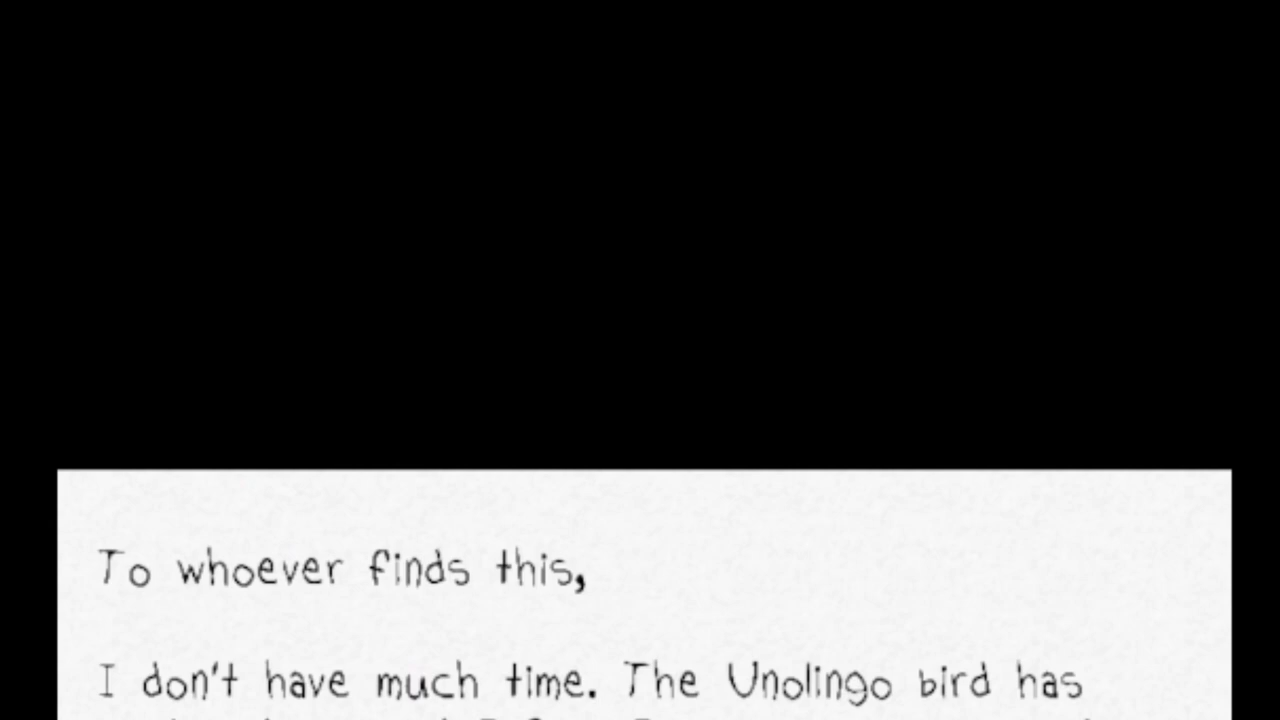 To whoever finds this,
I don't have much time. The Unolingo bird has